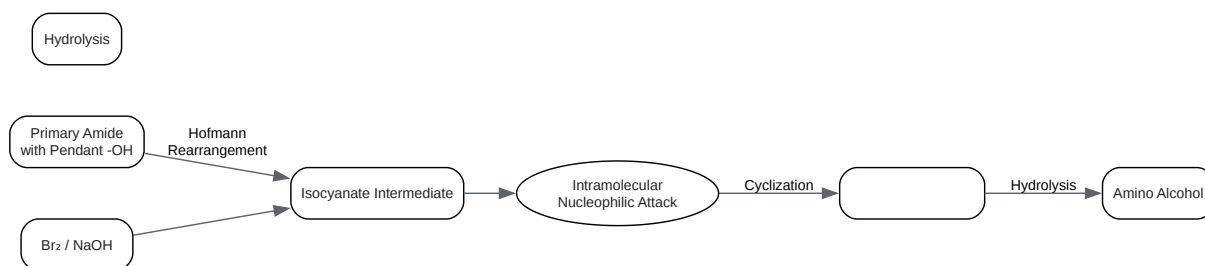 Hydrolysis
Primary Amide
with Pendant -OH
Hofmann
Rearrangement
Br₂ / NaOH
Isocyanate Intermediate
Intramolecular
Nucleophilic Attack
Cyclization
Hydrolysis
Amino Alcohol